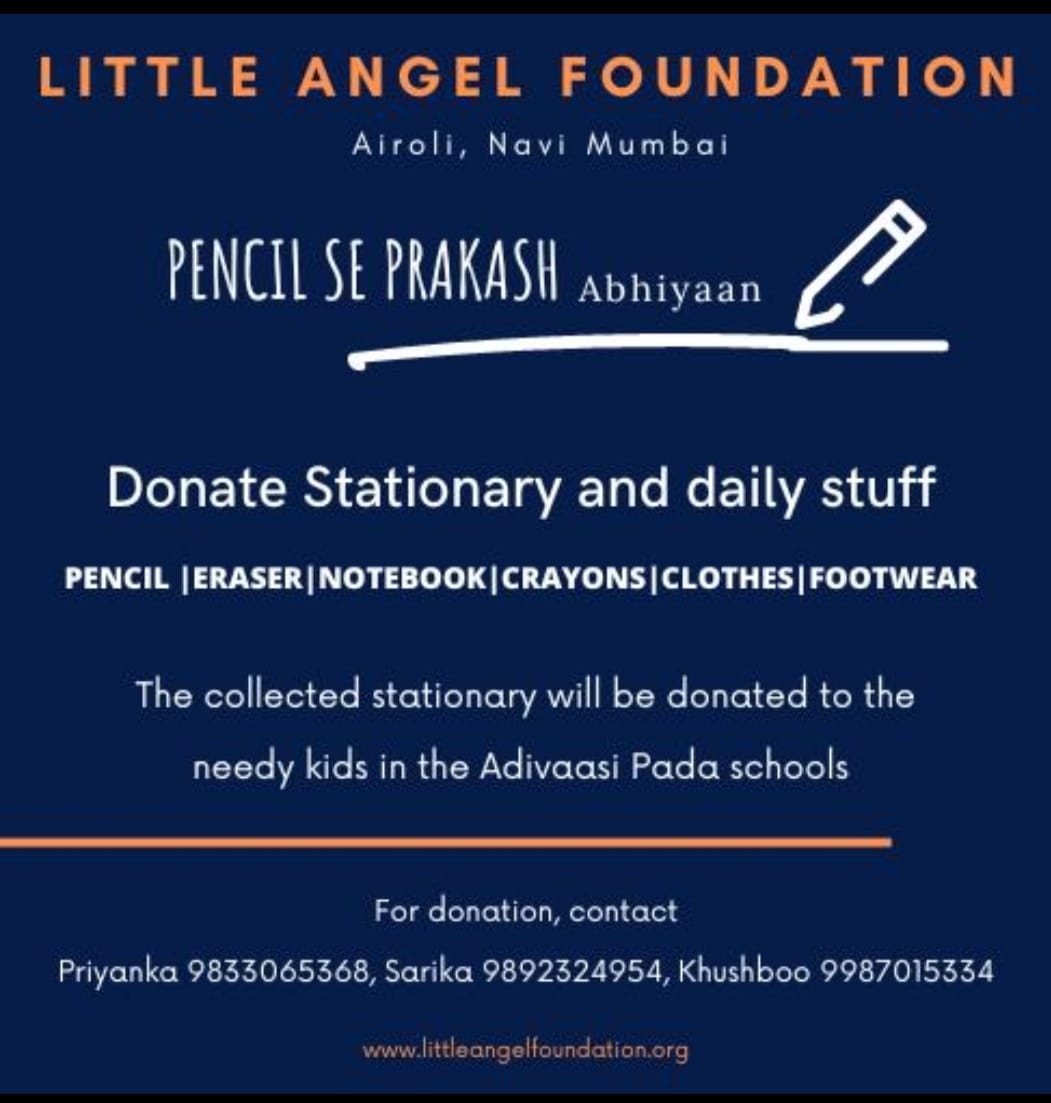 LITTLE ANGEL FOUNDATION
Airoli, Navi Mumbai
PENCIL SE PRAKASH Abhiyaan
Donate Stationary and daily stuff
PENCIL |ERASER|NOTEBOOK|CRAYONS|CLOTHES|FOOTWEAR
The collected stationary will be donated to the
needy kids in the Adivaasi Pada schools
For donation, contact
Priyanka 9833065368, Sarika 9892324954, Khushboo 9987015334
www.littleangelfoundation.org